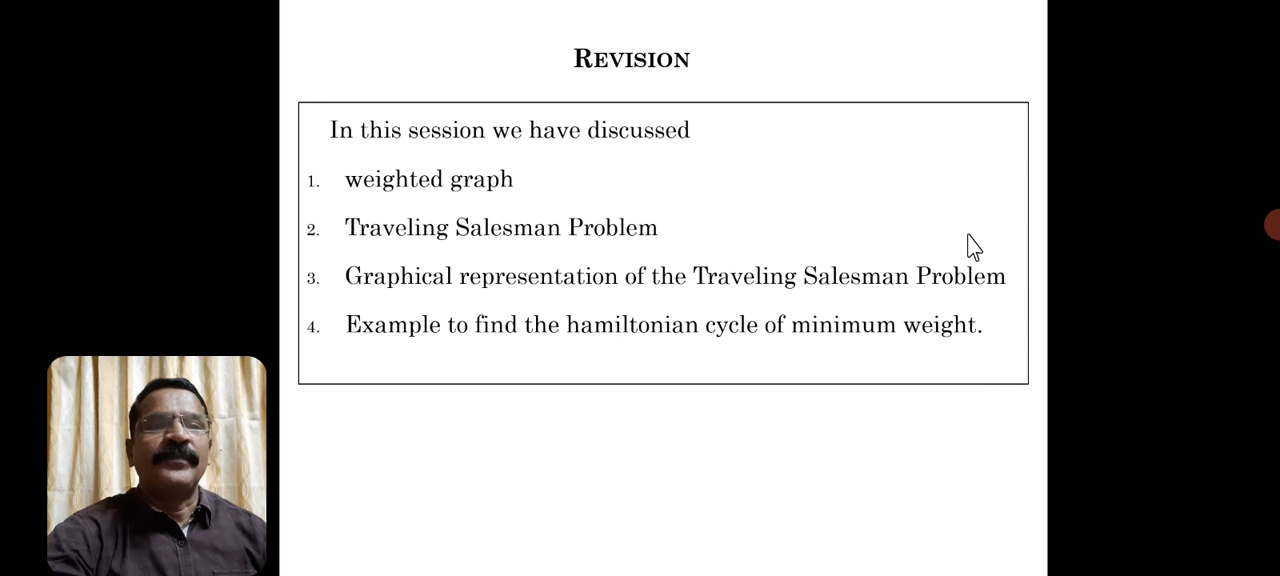 REVISION
In this session we have discussed
1. weighted graph
2. Traveling Salesman Problem
3. Graphical representation of the Traveling Salesman Problem
4. Example to find the hamiltonian cycle of minimum weight.